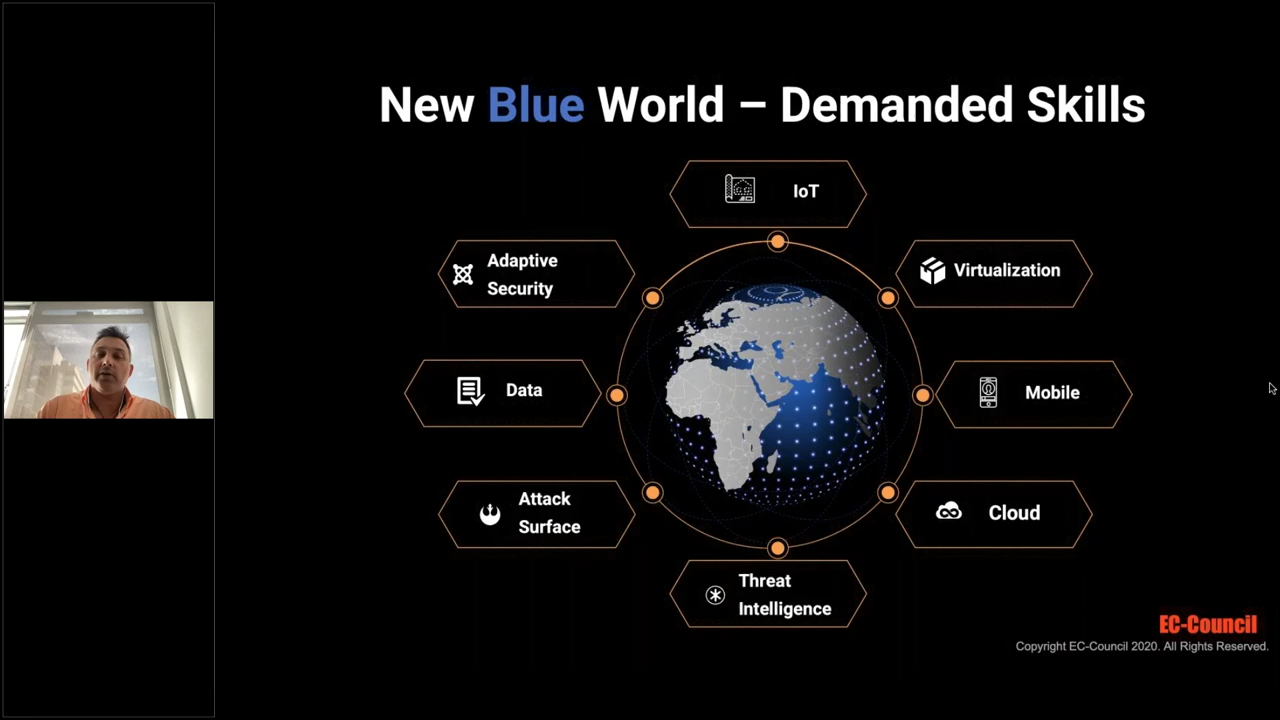 New Blue World – Demanded Skills
IoT
Adaptive
Security
Virtualization
Data
Mobile
Attack
Surface
Cloud
Threat
Intelligence
EC-Council
Copyright EC-Council 2020. All Rights Reserved.